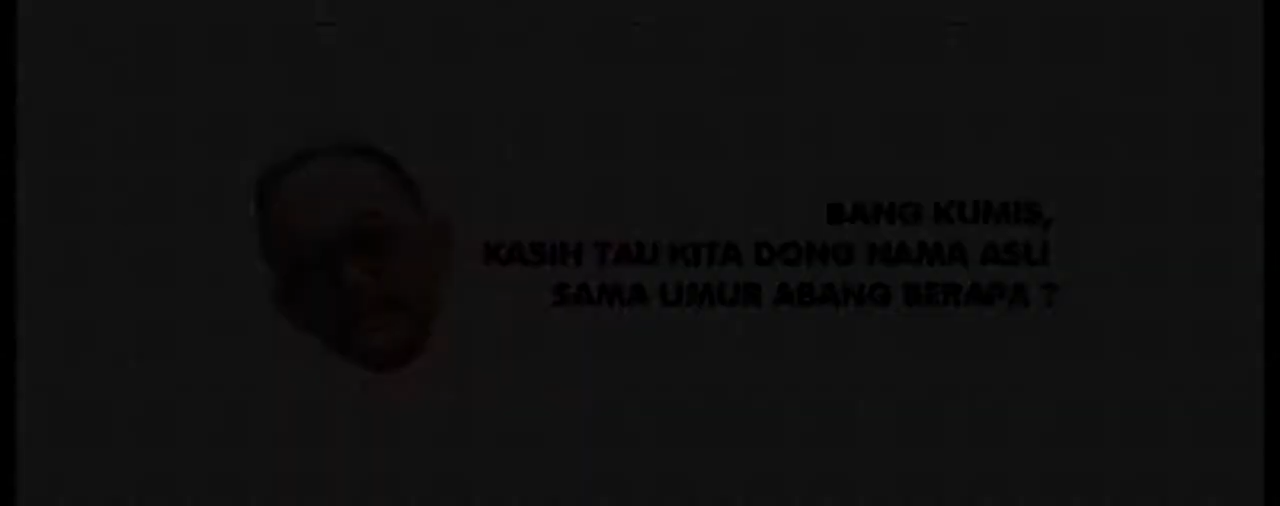 BANG KUMIS,
KASIH TAU KITA DONG NAMA ASLI
SAMA UMUR ABANG BERAPA ?